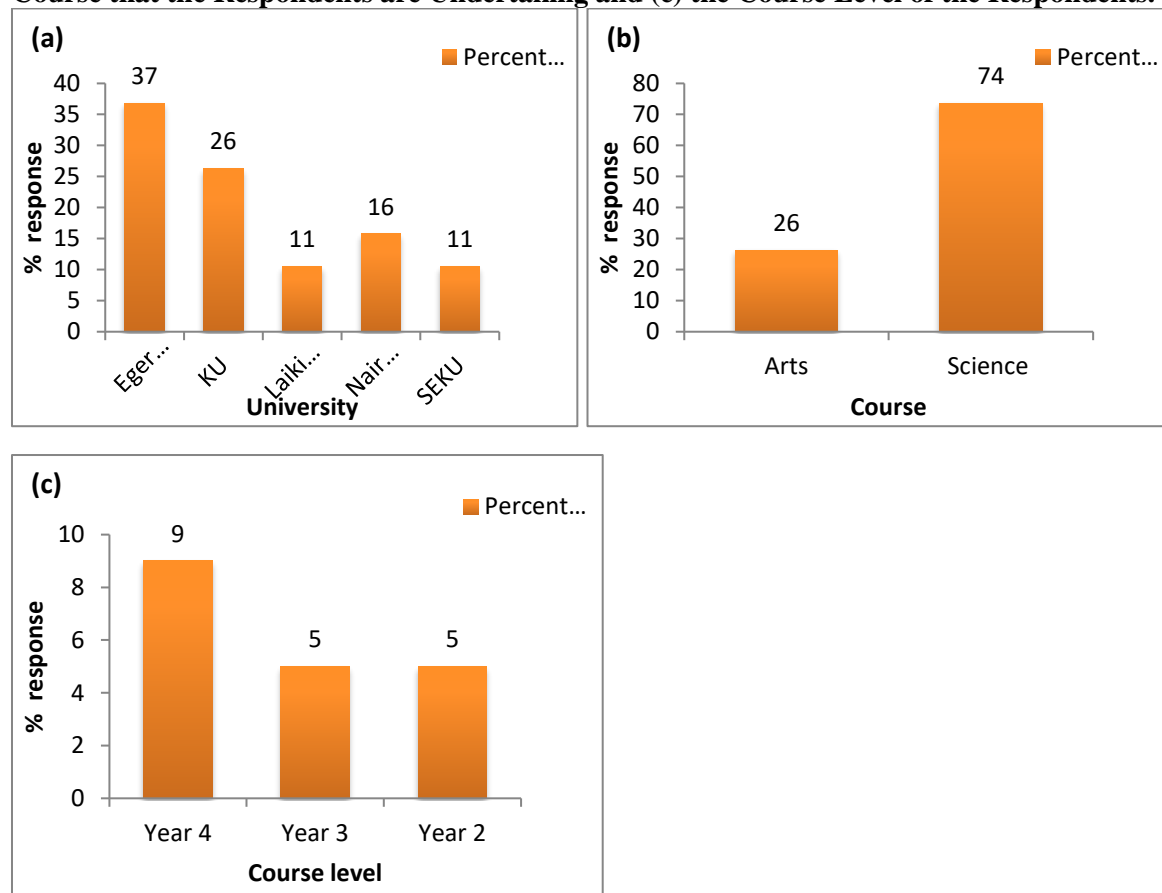 Course that the Respondents are Undertaking and (c) the Course Level of the Respondents.
(a)
Percent...
% response
40
35
30
25
20
15
10
5
0
37
26
11
16
11
Eger...
KU
Laiki...
Nair...
SEKU
University
(b)
Percent...
% response
80
70
60
50
40
30
20
10
0
26
74
Arts
Science
Course
(c)
Percent...
% response
10
8
6
4
2
0
9
5
5
Year 4
Year 3
Year 2
Course level